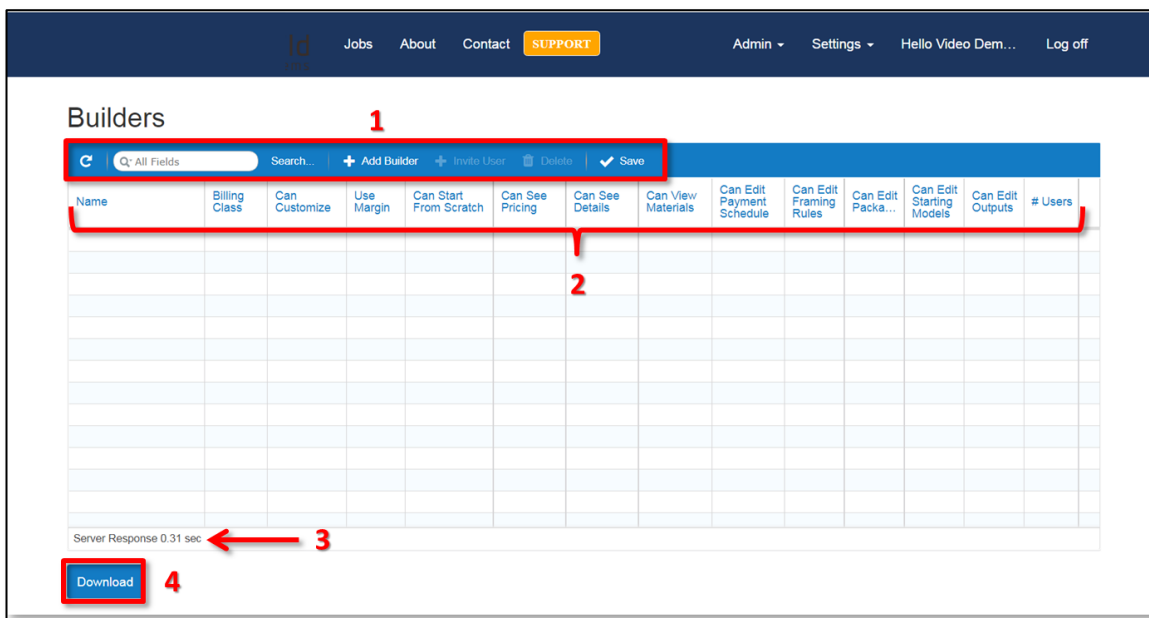 Jobs About Contact SUPPORT Admin Settings Hello Video Dem... Log off
Builders
1
All Fields Search... Add Builder Invite User Delete Save
Name Billing Class Can Customize Use Margin Can Start From Scratch Can See Pricing Can See Details Can View Materials Can Edit Payment Schedule Can Edit Framing Rules Can Edit Packa... Can Edit Starting Models Can Edit Outputs # Users
2
Server Response 0.31 sec
3
Download
4